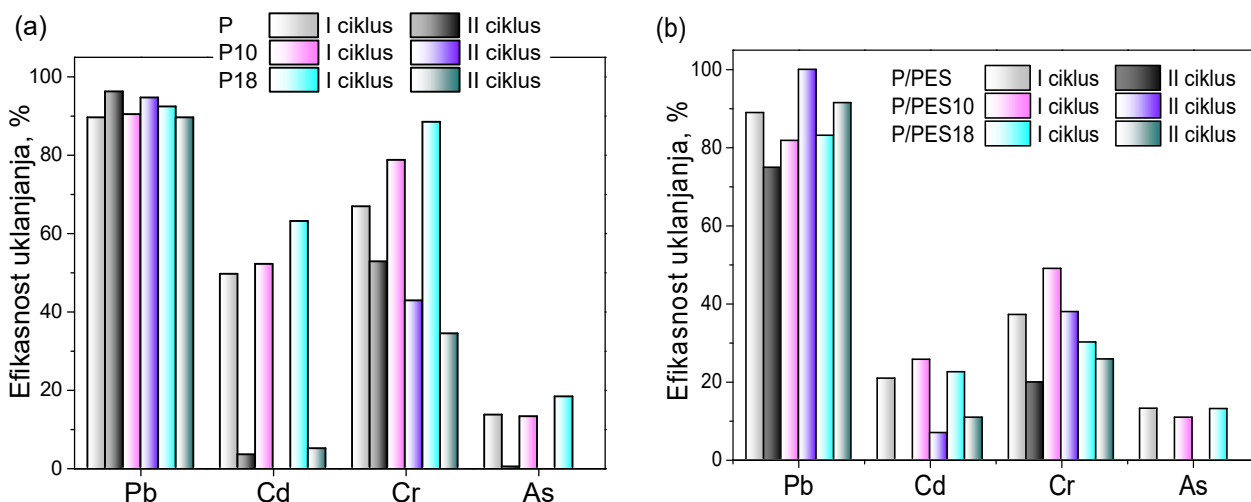 (a)
P I ciklus II ciklus
P10 I ciklus II ciklus
P18 I ciklus II ciklus
100
80
60
40
20
0
Efikasnost uklanjanja, %
Pb Cd Cr As
(b)
P/PES I ciklus II ciklus
P/PES10 I ciklus II ciklus
P/PES18 I ciklus II ciklus
100
80
60
40
20
0
Efikasnost uklanjanja, %
Pb Cd Cr As